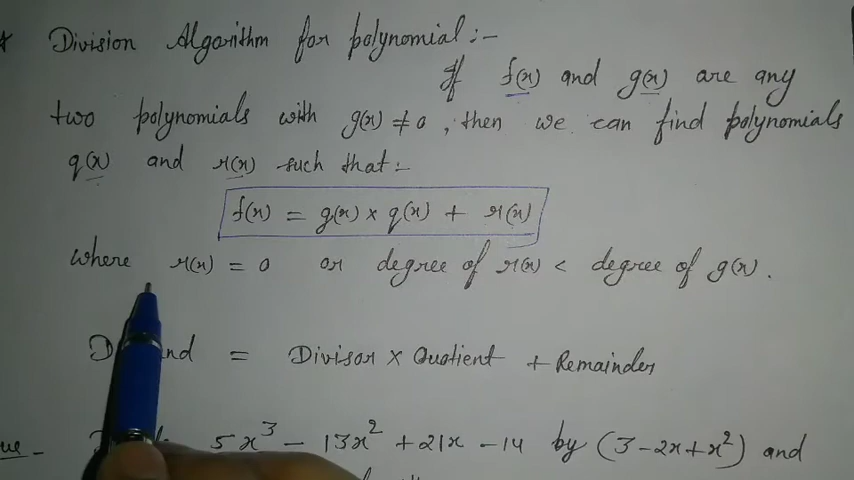 Division Algorithm for polynomial :-
If f(x) and g(x) are any
two polynomials with g(x) ≠ 0, then we can find polynomials
q(x) and r(x) such that :-
f(x) = g(x) × q(x) + r(x)
where r(x) = 0 or degree of r(x) < degree of g(x).
= Divisor × Quotient + Remainder
5x³ - 13x² + 21x - 14 by (3 - 2x + x²) and